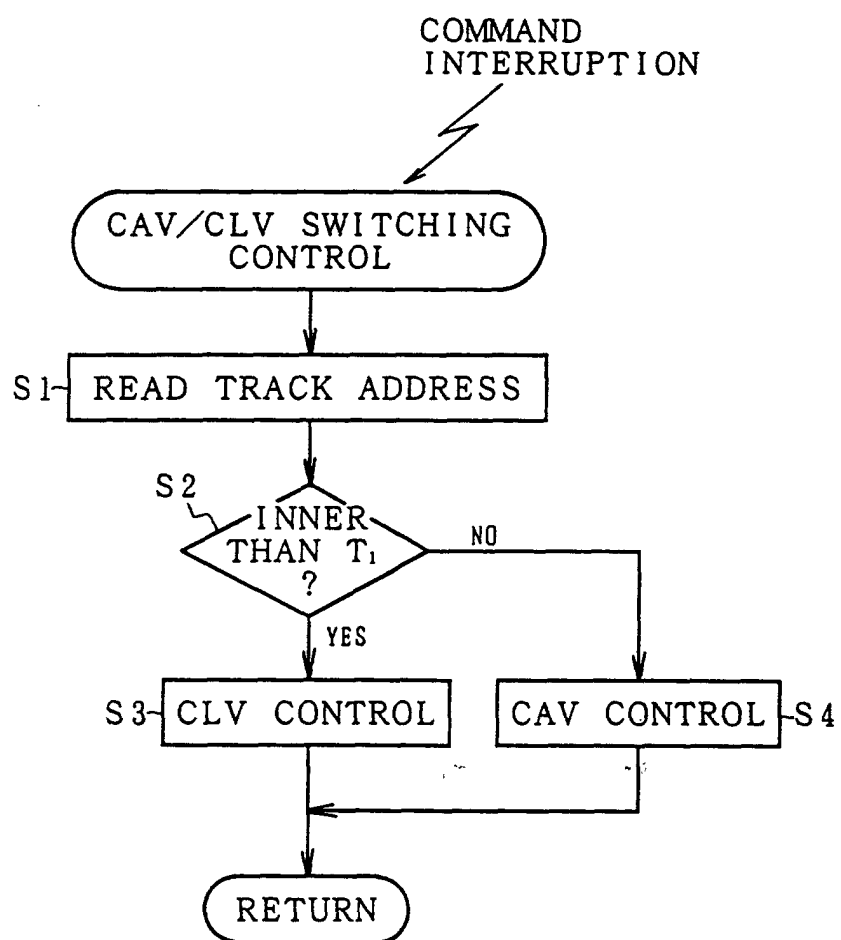 COMMAND
INTERRUPTION
CAV/CLV SWITCHING
CONTROL
S1
READ TRACK ADDRESS
S2
INNER
THAN T₁
?
NO
YES
S3
CLV CONTROL
CAV CONTROL
S4
RETURN